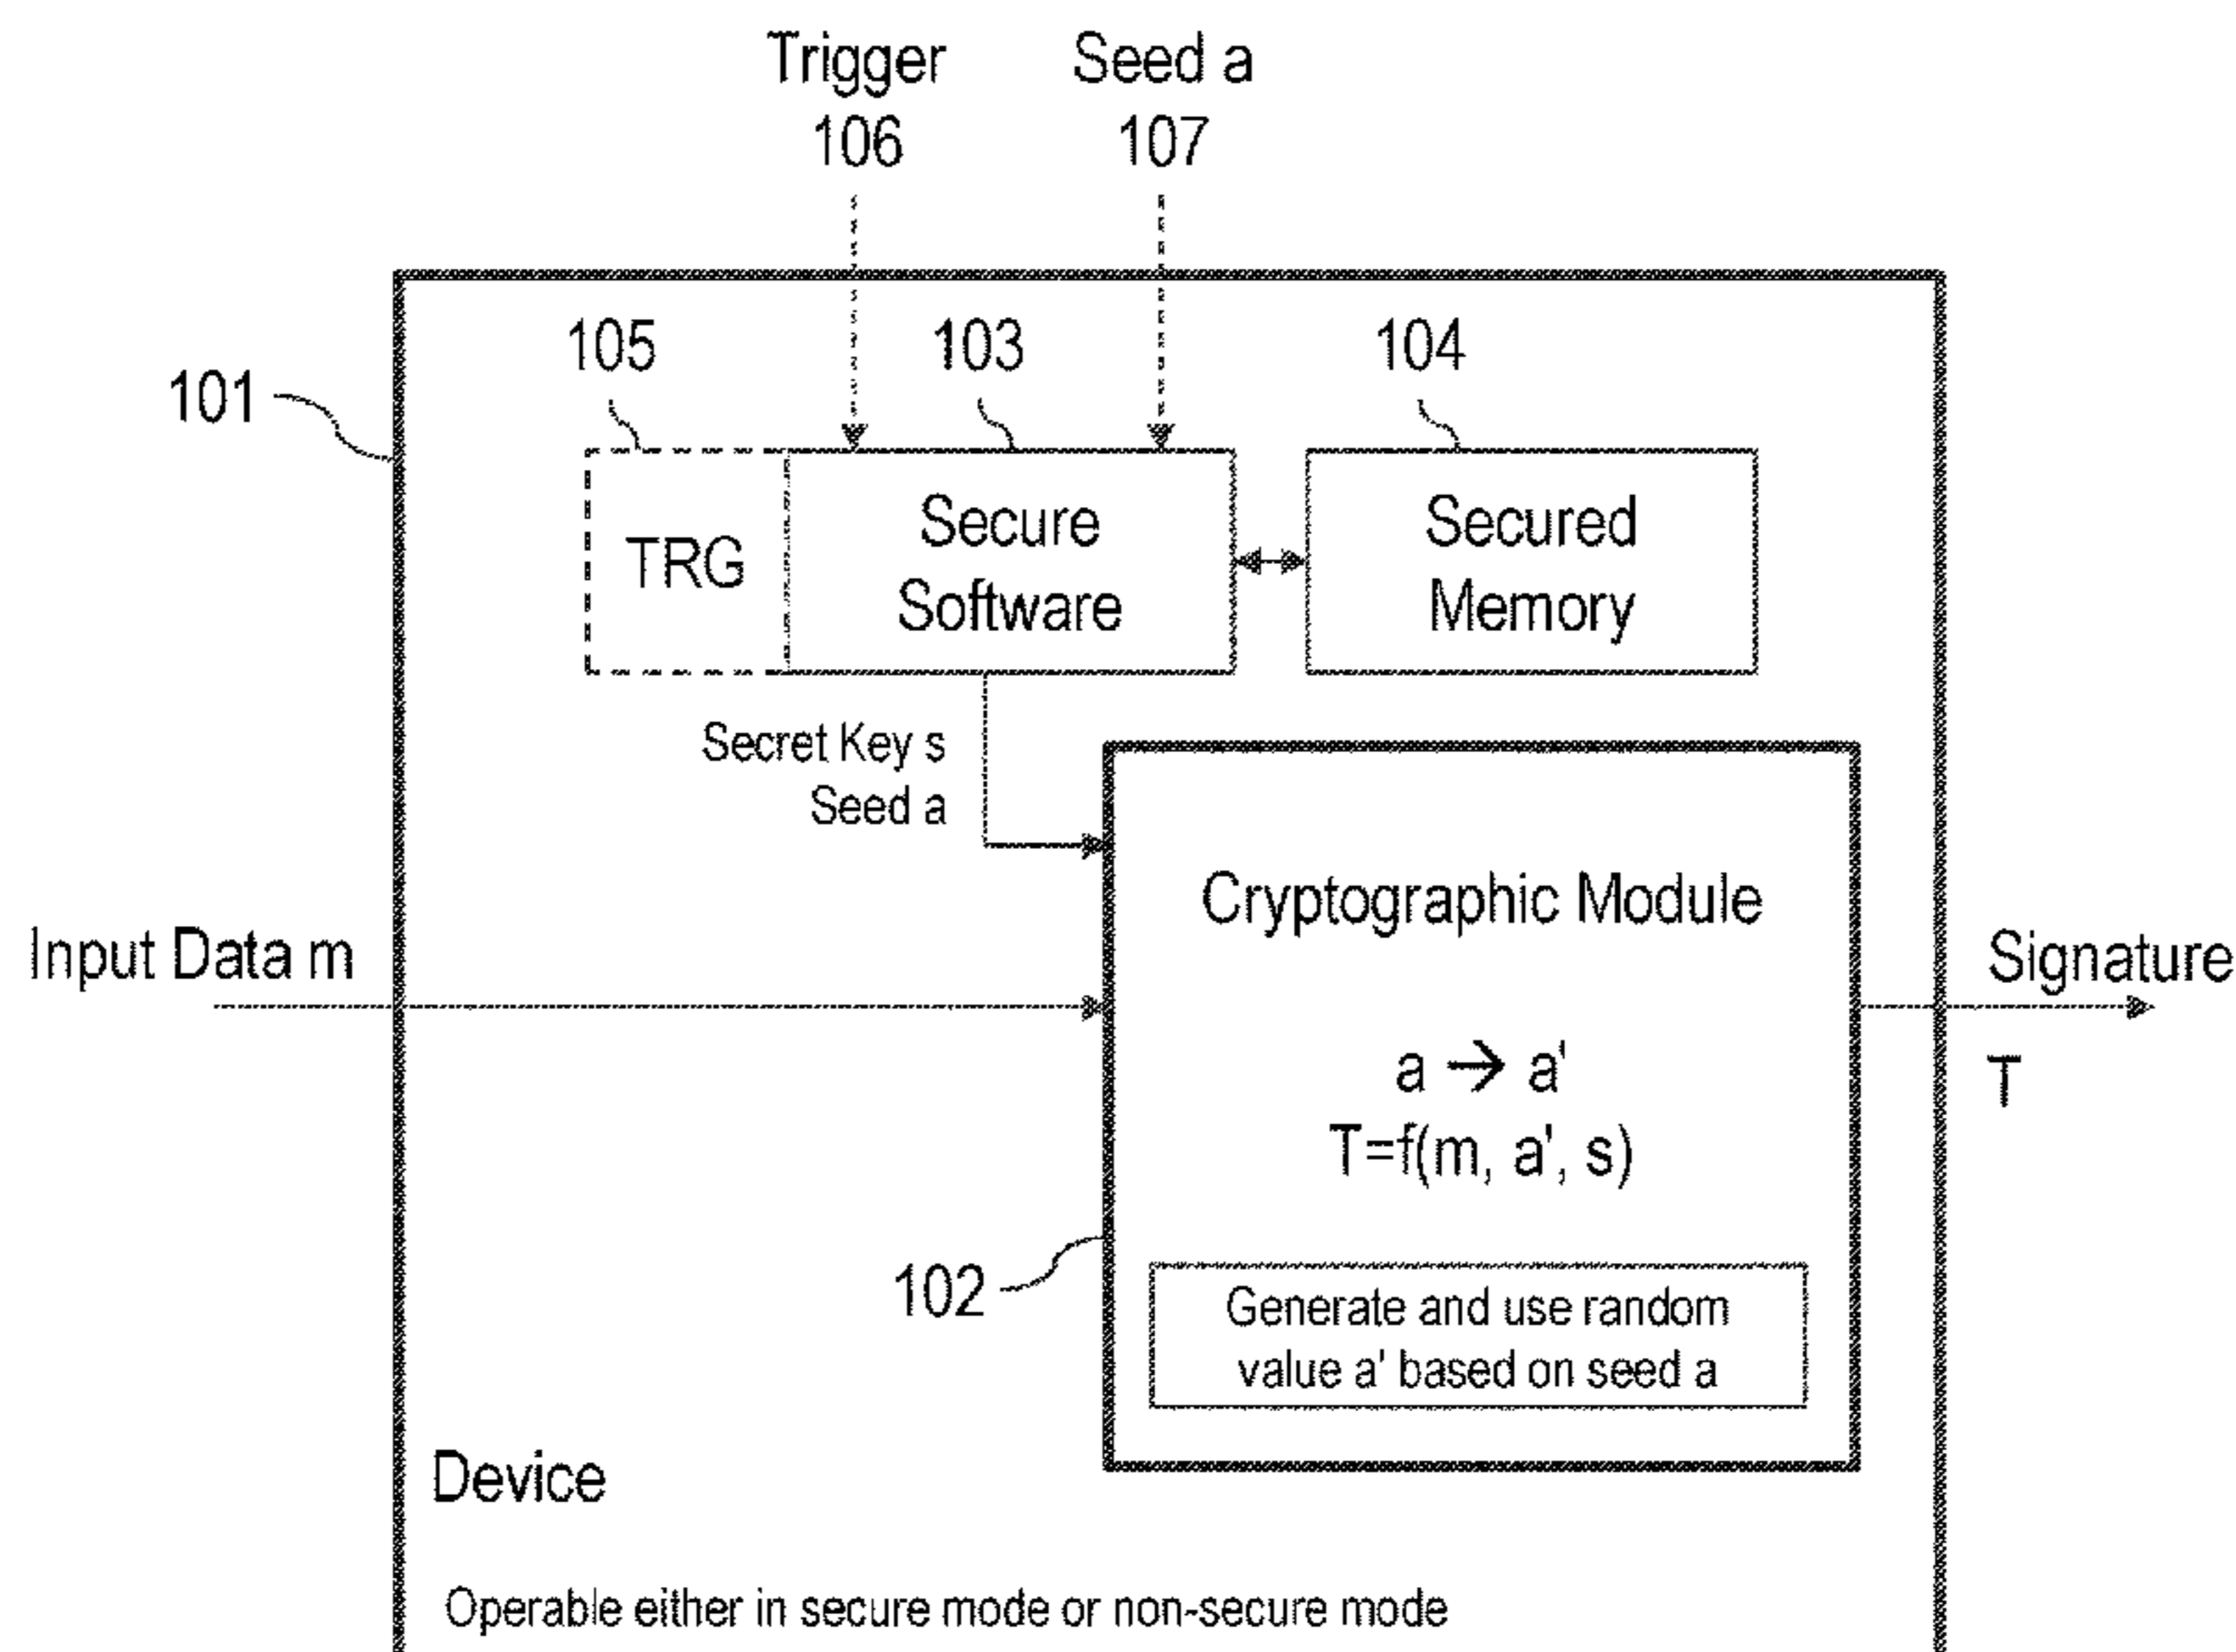 Trigger
106
Seed a
107
105
103
104
101
TRG
Secure
Software
Secured
Memory
Secret Key s
Seed a
Cryptographic Module
Input Data m
Signature
T
a → a'
T=f(m, a', s)
102
Generate and use random
value a' based on seed a
Device
Operable either in secure mode or non-secure mode